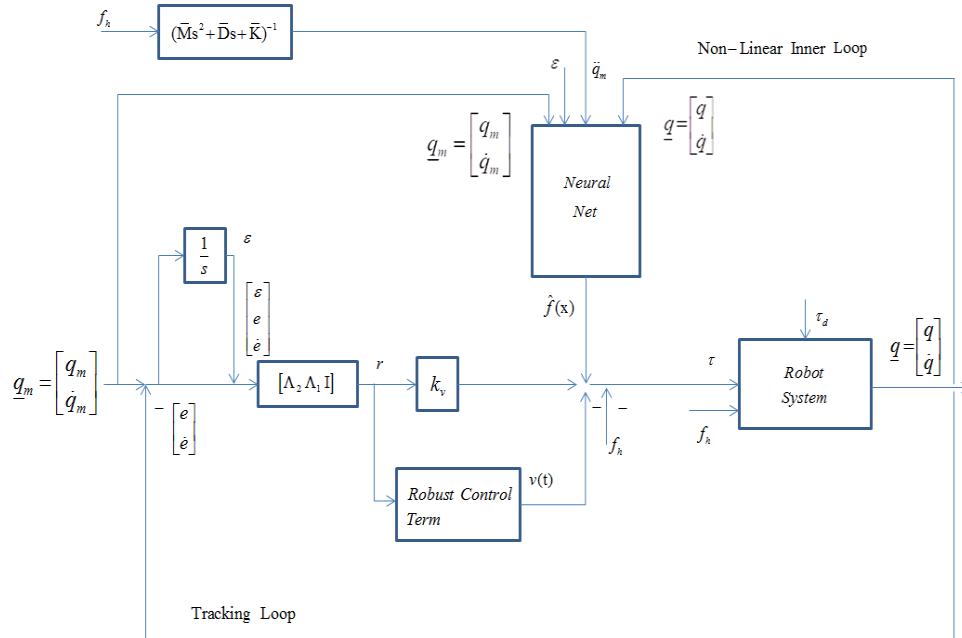 f_h
(M̄s²+D̄s+K̄)⁻¹
Non-Linear Inner Loop
ε
q̈_m
q_m = [q_m q̇_m]
q = [q q̇]
Neural
Net
1/s
ε
[ε e ė]
f̂(x)
τ_d
q_m = [q_m q̇_m]
[Λ₂ Λ₁ I]
r
k_v
τ
Robot
System
q = [q q̇]
−
[e ė]
− −
f_h
f_h
Robust Control
Term
v(t)
Tracking Loop